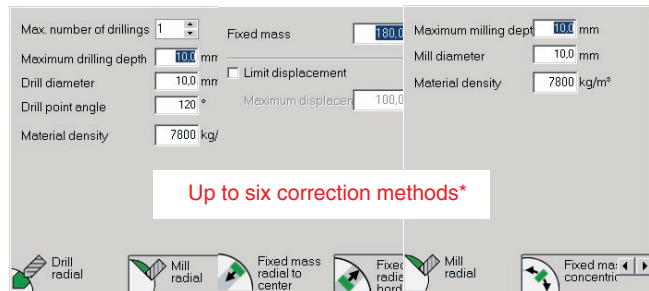 Max. number of drillings 1
Maximum drilling depth 10,0 mm
Drill diameter 10,0 mm
Drill point angle 120 °
Material density 7800 kg/
Fixed mass 180,0
Limit displacement
Maximum displacer 100,0
Maximum milling dept 10,0 mm
Mill diameter 10,0 mm
Material density 7800 kg/m³
Up to six correction methods*
Drill
radial
Mill
radial
Fixed mass
radial to
center
Fixed
radia
bord
Mill
radial
Fixed ma
concentric